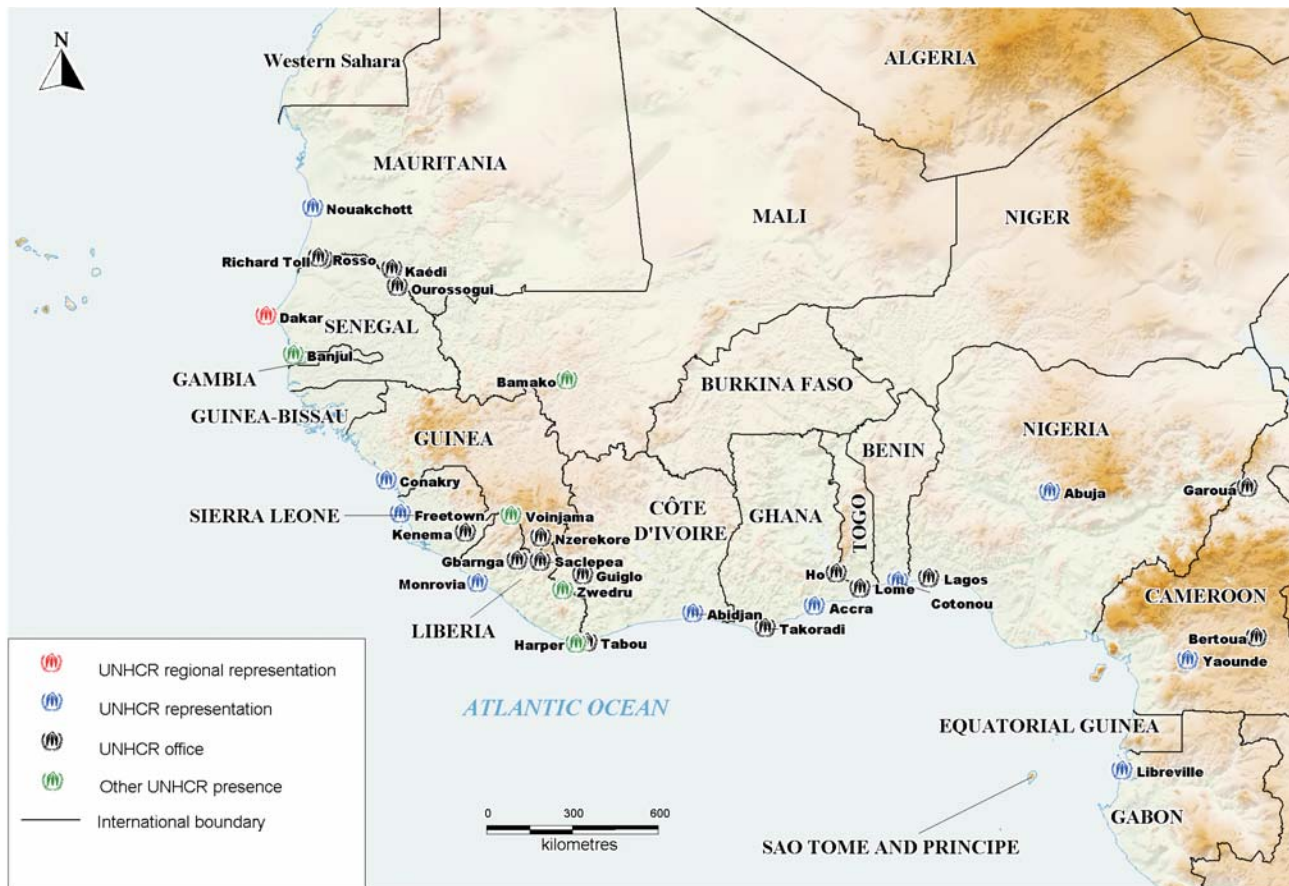 N
Western Sahara
ALGERIA
MAURITANIA
MALI
NIGER
Nouakchott
Richard Toll
Rosso
Kaédi
Ourossogui
Dakar
SENEGAL
Banjul
GAMBIA
Bamako
BURKINA FASO
GUINEA-BISSAU
GUINEA
NIGERIA
BENIN
Conakry
Abuja
Garoua
SIERRA LEONE
Freetown
Voinjama
CÔTE
D'IVOIRE
GHANA
TOGO
Kenema
Nzerekore
Gbarnga
Saclepea
Guiglo
Ho
Lome
Lagos
Monrovia
Zwedru
Cotonou
CAMEROON
Abidjan
Accra
LIBERIA
Takoradi
Harper
Tabou
Bertoua
Yaounde
UNHCR regional representation
UNHCR representation
UNHCR office
Other UNHCR presence
International boundary
ATLANTIC OCEAN
EQUATORIAL GUINEA
Libreville
0 300 600
kilometres
GABON
SAO TOME AND PRINCIPE